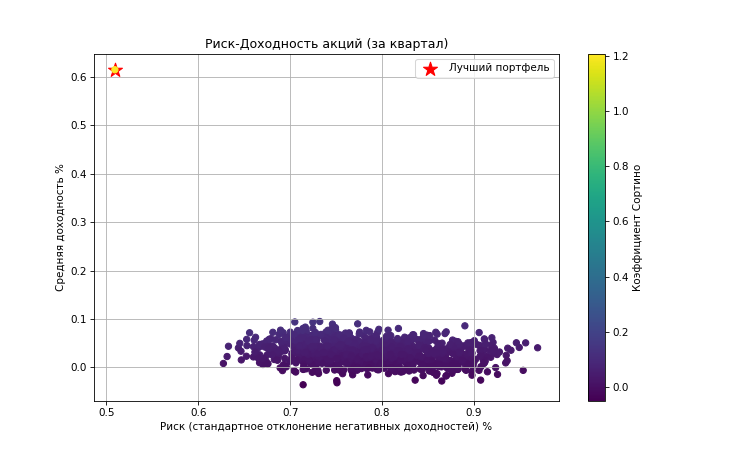 Риск-Доходность акций (за квартал)
Лучший портфель
Средняя доходность %
0.6
0.5
0.4
0.3
0.2
0.1
0.0
0.5 0.6 0.7 0.8 0.9
Риск (стандартное отклонение негативных доходностей) %
1.2
1.0
0.8
0.6
0.4
0.2
0.0
Коэффициент Сортино